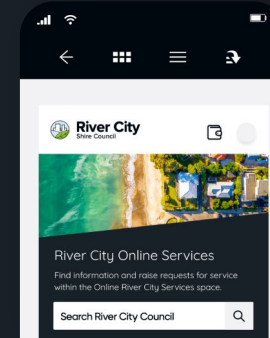 River City
Shire Council
River City Online Services
Find information and raise requests for service
within the Online River City Services space.
Search River City Council